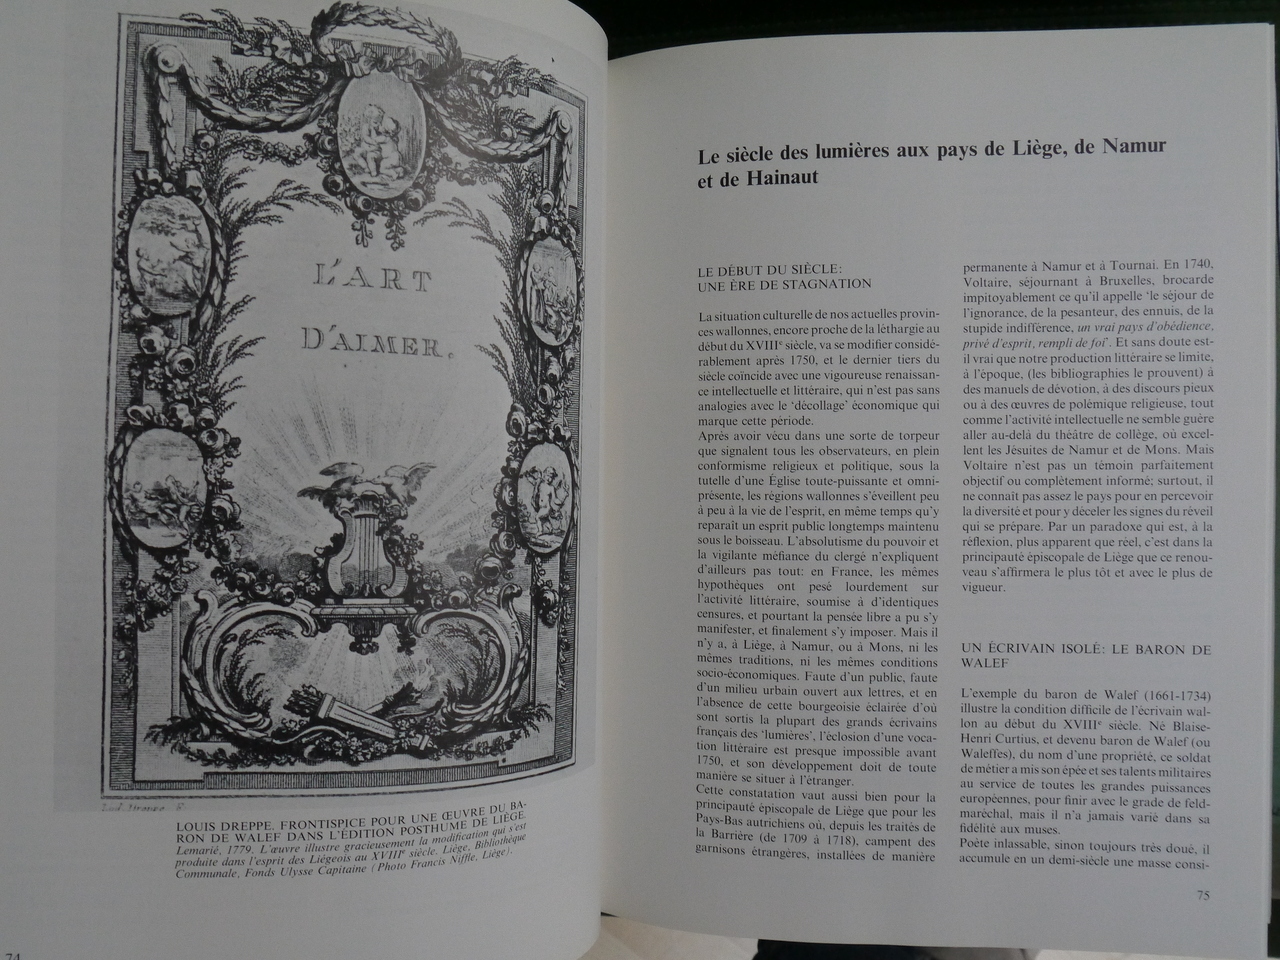 L'ART
D'AIMER.
LOUIS DREPPE. FRONTISPICE POUR UNE ŒUVRE DU BA-
RON DE WALEF DANS L'ÉDITION POSTHUME DE LIÈGE.
Lemarié, 1779. L'œuvre illustre gracieusement la modification qui s'est
produite dans l'esprit des Liégeois au XVIIIe siècle. Liège, Bibliothèque
Communale, Fonds Ulysse Capitaine (Photo Francis Niffle, Liège).
74
Le siècle des lumières aux pays de Liège, de Namur
et de Hainaut
LE DÉBUT DU SIÈCLE:
UNE ÈRE DE STAGNATION
La situation culturelle de nos actuelles provin-
ces wallonnes, encore proche de la léthargie au
début du XVIIIe siècle, va se modifier considé-
rablement après 1750, et le dernier tiers du
siècle coïncide avec une vigoureuse renaissan-
ce intellectuelle et littéraire, qui n'est pas sans
analogies avec le 'décollage' économique qui
marque cette période.
Après avoir vécu dans une sorte de torpeur
que signalent tous les observateurs, en plein
conformisme religieux et politique, sous la
tutelle d'une Église toute-puissante et omni-
présente, les régions wallonnes s'éveillent peu
à peu à la vie de l'esprit, en même temps qu'y
reparaît un esprit public longtemps maintenu
sous le boisseau. L'absolutisme du pouvoir et
la vigilante méfiance du clergé n'expliquent
d'ailleurs pas tout: en France, les mêmes
hypothèques ont pesé lourdement sur
l'activité littéraire, soumise à d'identiques
censures, et pourtant la pensée libre a pu s'y
manifester, et finalement s'y imposer. Mais il
n'y a, à Liège, à Namur, ou à Mons, ni les
mêmes traditions, ni les mêmes conditions
socio-économiques. Faute d'un public, faute
d'un milieu urbain ouvert aux lettres, et en
l'absence de cette bourgeoisie éclairée d'où
sont sortis la plupart des grands écrivains
français des 'lumières', l'éclosion d'une voca-
tion littéraire est presque impossible avant
1750, et son développement doit de toute
manière se situer à l'étranger.
Cette constatation vaut aussi bien pour la
principauté épiscopale de Liège que pour les
Pays-Bas autrichiens où, depuis les traités de
la Barrière (de 1709 à 1718), campent des
garnisons étrangères, installées de manière
permanente à Namur et à Tournai. En 1740,
Voltaire, séjournant à Bruxelles, brocarde
impitoyablement ce qu'il appelle 'le séjour de
l'ignorance, de la pesanteur, des ennuis, de la
stupide indifférence, un vrai pays d'obédience,
privé d'esprit, rempli de foi'. Et sans doute est-
il vrai que notre production littéraire se limite,
à l'époque, (les bibliographies le prouvent) à
des manuels de dévotion, à des discours pieux
ou à des œuvres de polémique religieuse, tout
comme l'activité intellectuelle ne semble guère
aller au-delà du théâtre de collège, où excel-
lent les Jésuites de Namur et de Mons. Mais
Voltaire n'est pas un témoin parfaitement
objectif ou complètement informé; surtout, il
ne connaît pas assez le pays pour en percevoir
la diversité et pour y déceler les signes du réveil
qui se prépare. Par un paradoxe qui est, à la
réflexion, plus apparent que réel, c'est dans la
principauté épiscopale de Liège que ce renou-
veau s'affirmera le plus tôt et avec le plus de
vigueur.
UN ÉCRIVAIN ISOLÉ: LE BARON DE
WALEF
L'exemple du baron de Walef (1661-1734)
illustre la condition difficile de l'écrivain wal-
lon au début du XVIIIe siècle. Né Blaise-
Henri Curtius, et devenu baron de Walef (ou
Waleffes), du nom d'une propriété, ce soldat
de métier a mis son épée et ses talents militaires
au service de toutes les grandes puissances
européennes, pour finir avec le grade de feld-
maréchal, mais il n'a jamais varié dans sa
fidélité aux muses.
Poète inlassable, sinon toujours très doué, il
accumule en un demi-siècle une masse consi-
75